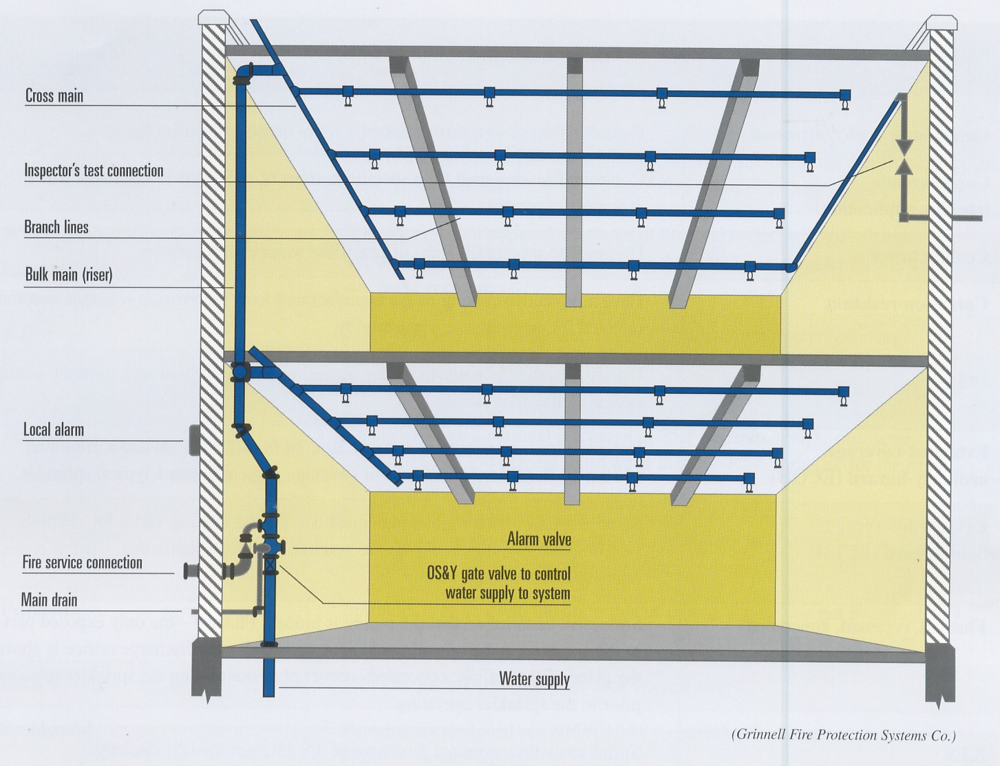 Cross main
Inspector's test connection
Branch lines
Bulk main (riser)
Local alarm
Alarm valve
Fire service connection
OS&Y gate valve to control
water supply to system
Main drain
Water supply
(Grinnell Fire Protection Systems Co.)